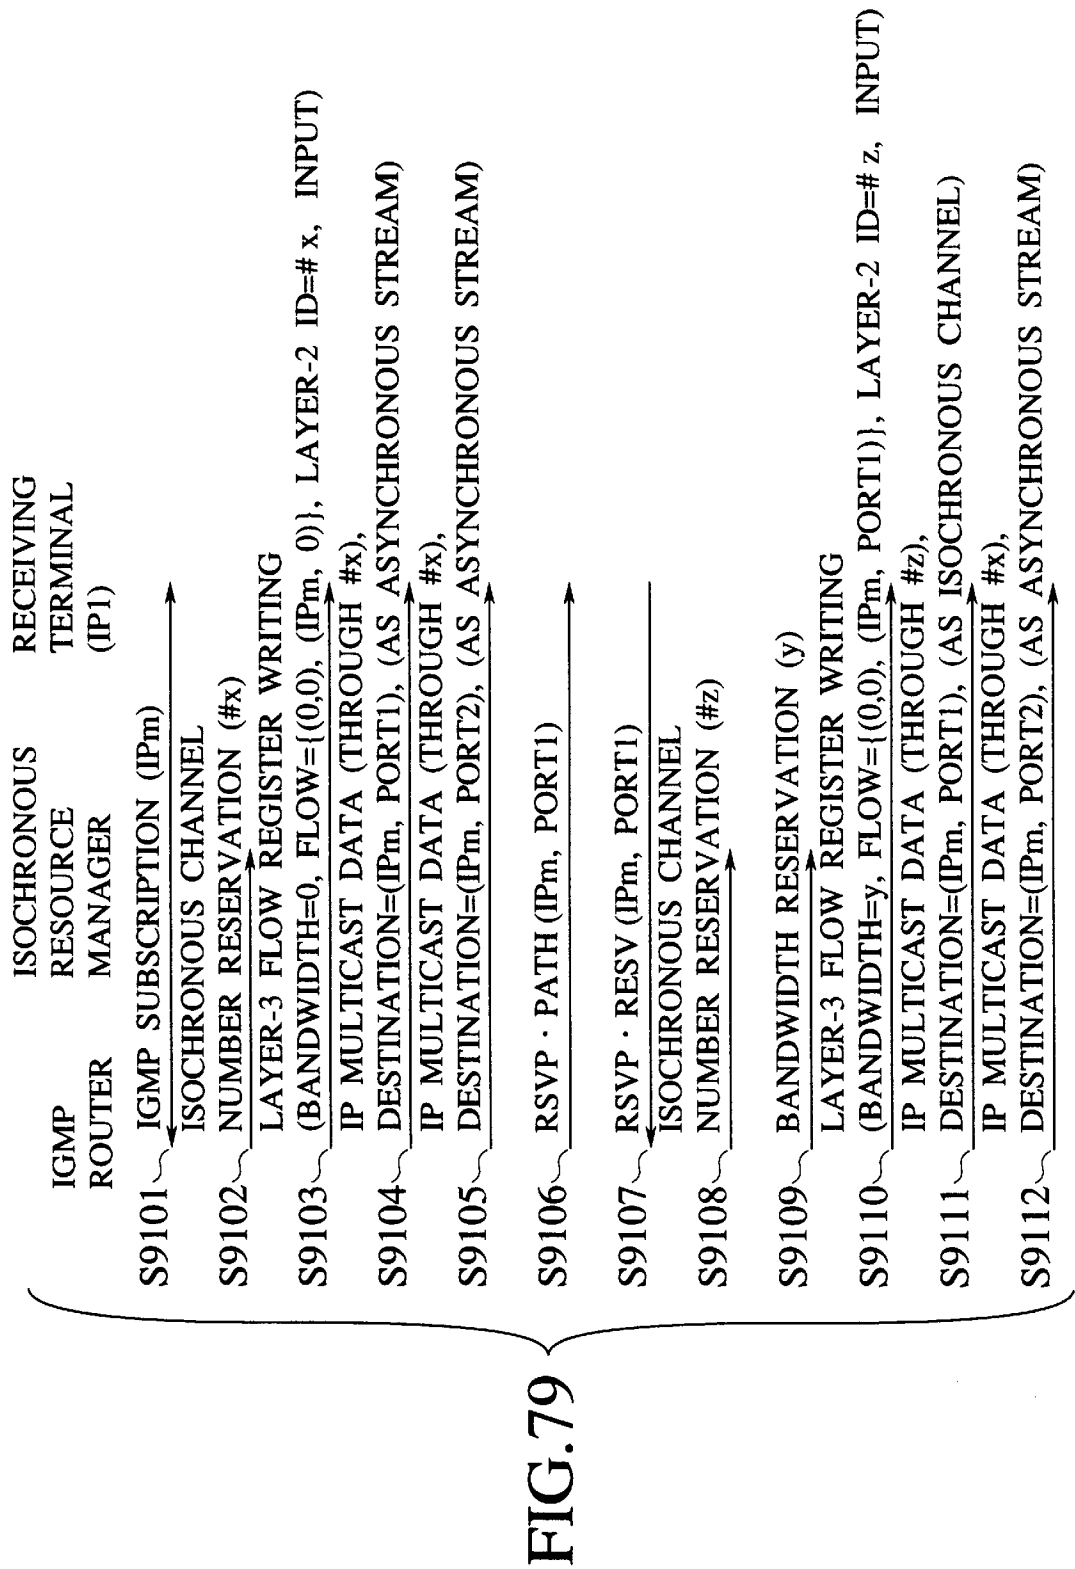 FIG.79
IGMP
ROUTER
ISOCHRONOUS
RESOURCE
MANAGER
RECEIVING
TERMINAL
(IP1)
S9101 IGMP SUBSCRIPTION (IPm)
ISOCHRONOUS CHANNEL
S9102 NUMBER RESERVATION (#x)
LAYER-3 FLOW REGISTER WRITING
S9103 (BANDWIDTH=0, FLOW={(0,0), (IPm, 0)}, LAYER-2 ID=# x, INPUT)
IP MULTICAST DATA (THROUGH #x),
S9104 DESTINATION=(IPm, PORT1), (AS ASYNCHRONOUS STREAM)
IP MULTICAST DATA (THROUGH #x),
S9105 DESTINATION=(IPm, PORT2), (AS ASYNCHRONOUS STREAM)
S9106 RSVP · PATH (IPm, PORT1)
S9107 RSVP · RESV (IPm, PORT1)
ISOCHRONOUS CHANNEL
S9108 NUMBER RESERVATION (#z)
S9109 BANDWIDTH RESERVATION (y)
LAYER-3 FLOW REGISTER WRITING
S9110 (BANDWIDTH=y, FLOW={(0,0), (IPm, PORT1)}, LAYER-2 ID=# z, INPUT)
IP MULTICAST DATA (THROUGH #z),
S9111 DESTINATION=(IPm, PORT1), (AS ISOCHRONOUS CHANNEL)
IP MULTICAST DATA (THROUGH #x),
S9112 DESTINATION=(IPm, PORT2), (AS ASYNCHRONOUS STREAM)